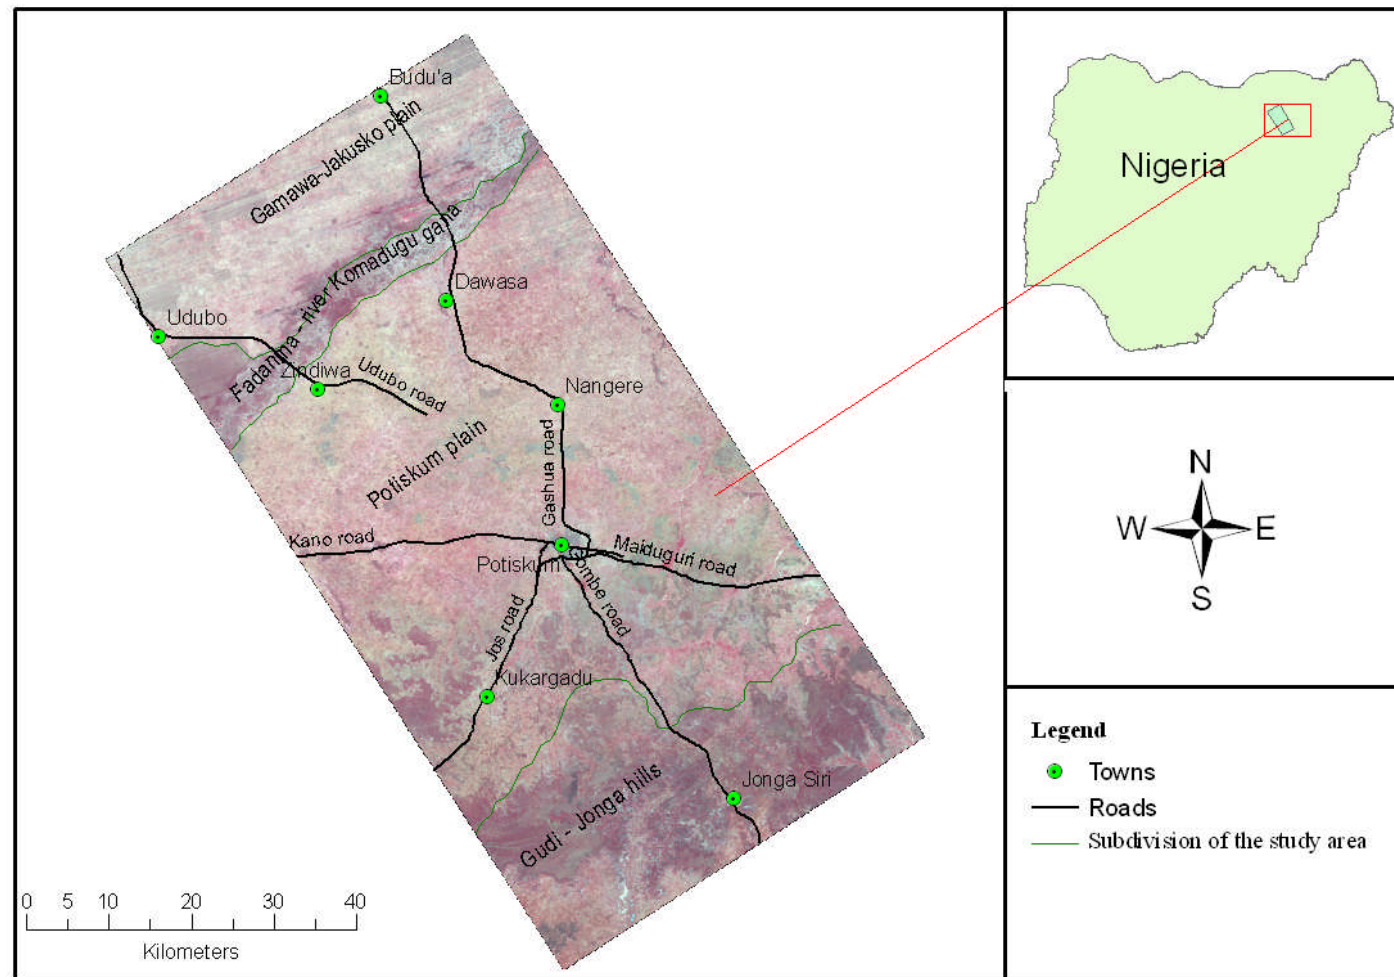 Budu'a
Gamawa-Jakusko plain
Fadamma - river Komadugu gana
Dawasa
Udubo
Zindiwa
Udubo road
Nangere
Potiskum plain
Gashua road
Kano road
Potiskum
Gombe road
Maiduguri road
Jos road
Kukargadu
Gudi - Jonga hills
Jonga Siri
0 5 10 20 30 40
Kilometers
Nigeria
N
W E
S
Legend
Towns
Roads
Subdivision of the study area